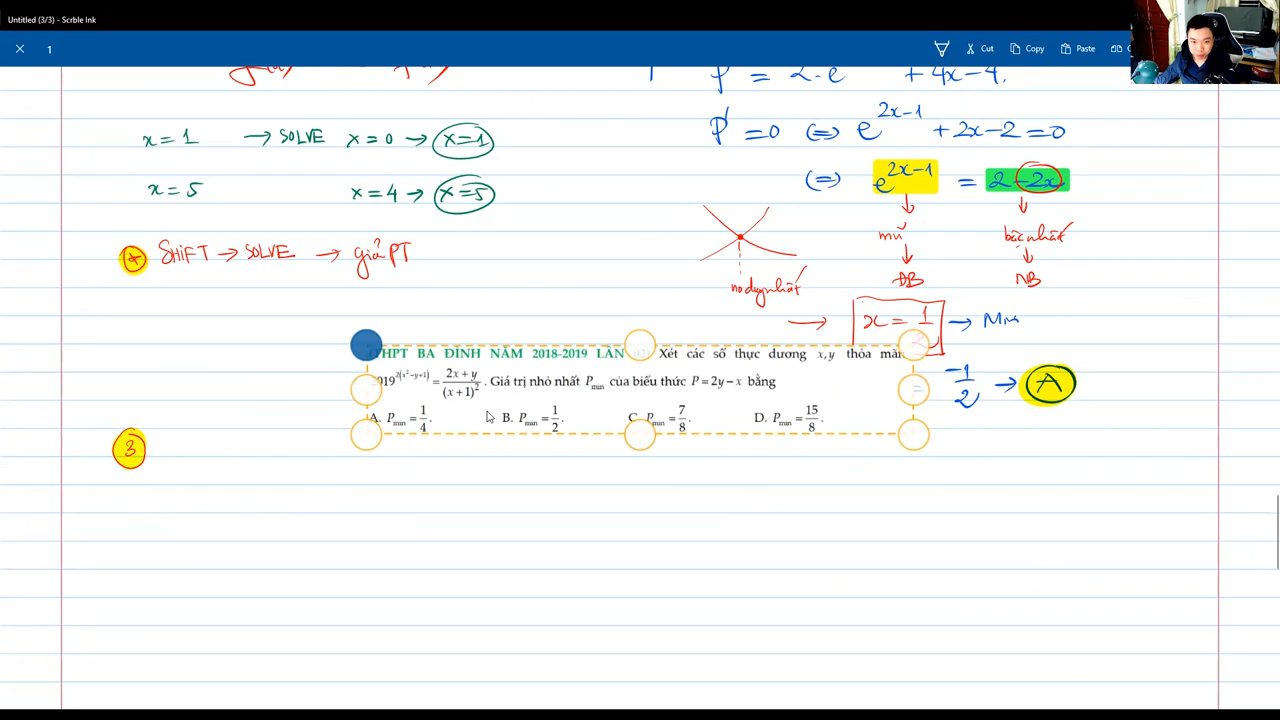 Untitled (3/3) - Scrble Ink
1
Cut
Copy
Paste
P' = 2·e + 4x-4.
x=1 → SOLVE x=0 → x=1
P' = 0 ⇔ e^{2x-1} + 2x-2 = 0
x=5 x=4 → x=5
⇔ e^{2x-1} = 2-2x
SHIFT → SOLVE → giải PT
mũ
bậc nhất
no duy nhất
ĐB
NB
→ x = 1/2 → Min
THPT BA ĐÌNH NĂM 2018-2019 LẦN Xét các số thực dương x,y thỏa mãn
2019^{2(x²-y+1)} = (2x+y)/(x+1)². Giá trị nhỏ nhất P_min của biểu thức P=2y-x bằng
= -1/2 → A
A. P_min = 1/4. B. P_min = 1/2. C. P_min = 7/8. D. P_min = 15/8.
3